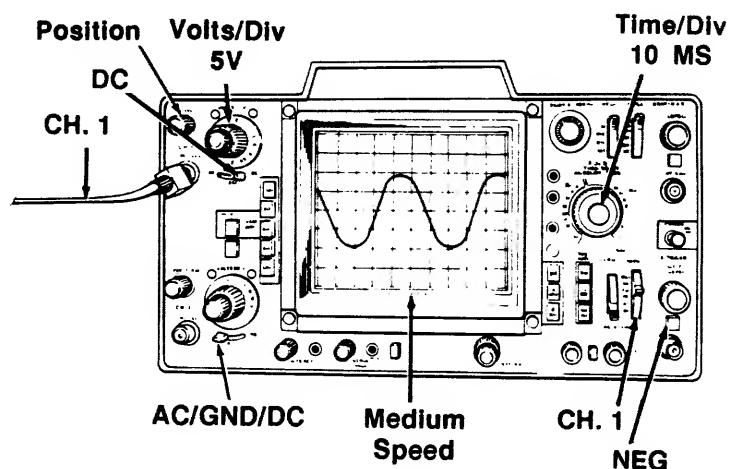 Position
Volts/Div
5V
Time/Div
10 MS
DC
CH. 1
AC/GND/DC
Medium
Speed
CH. 1
NEG